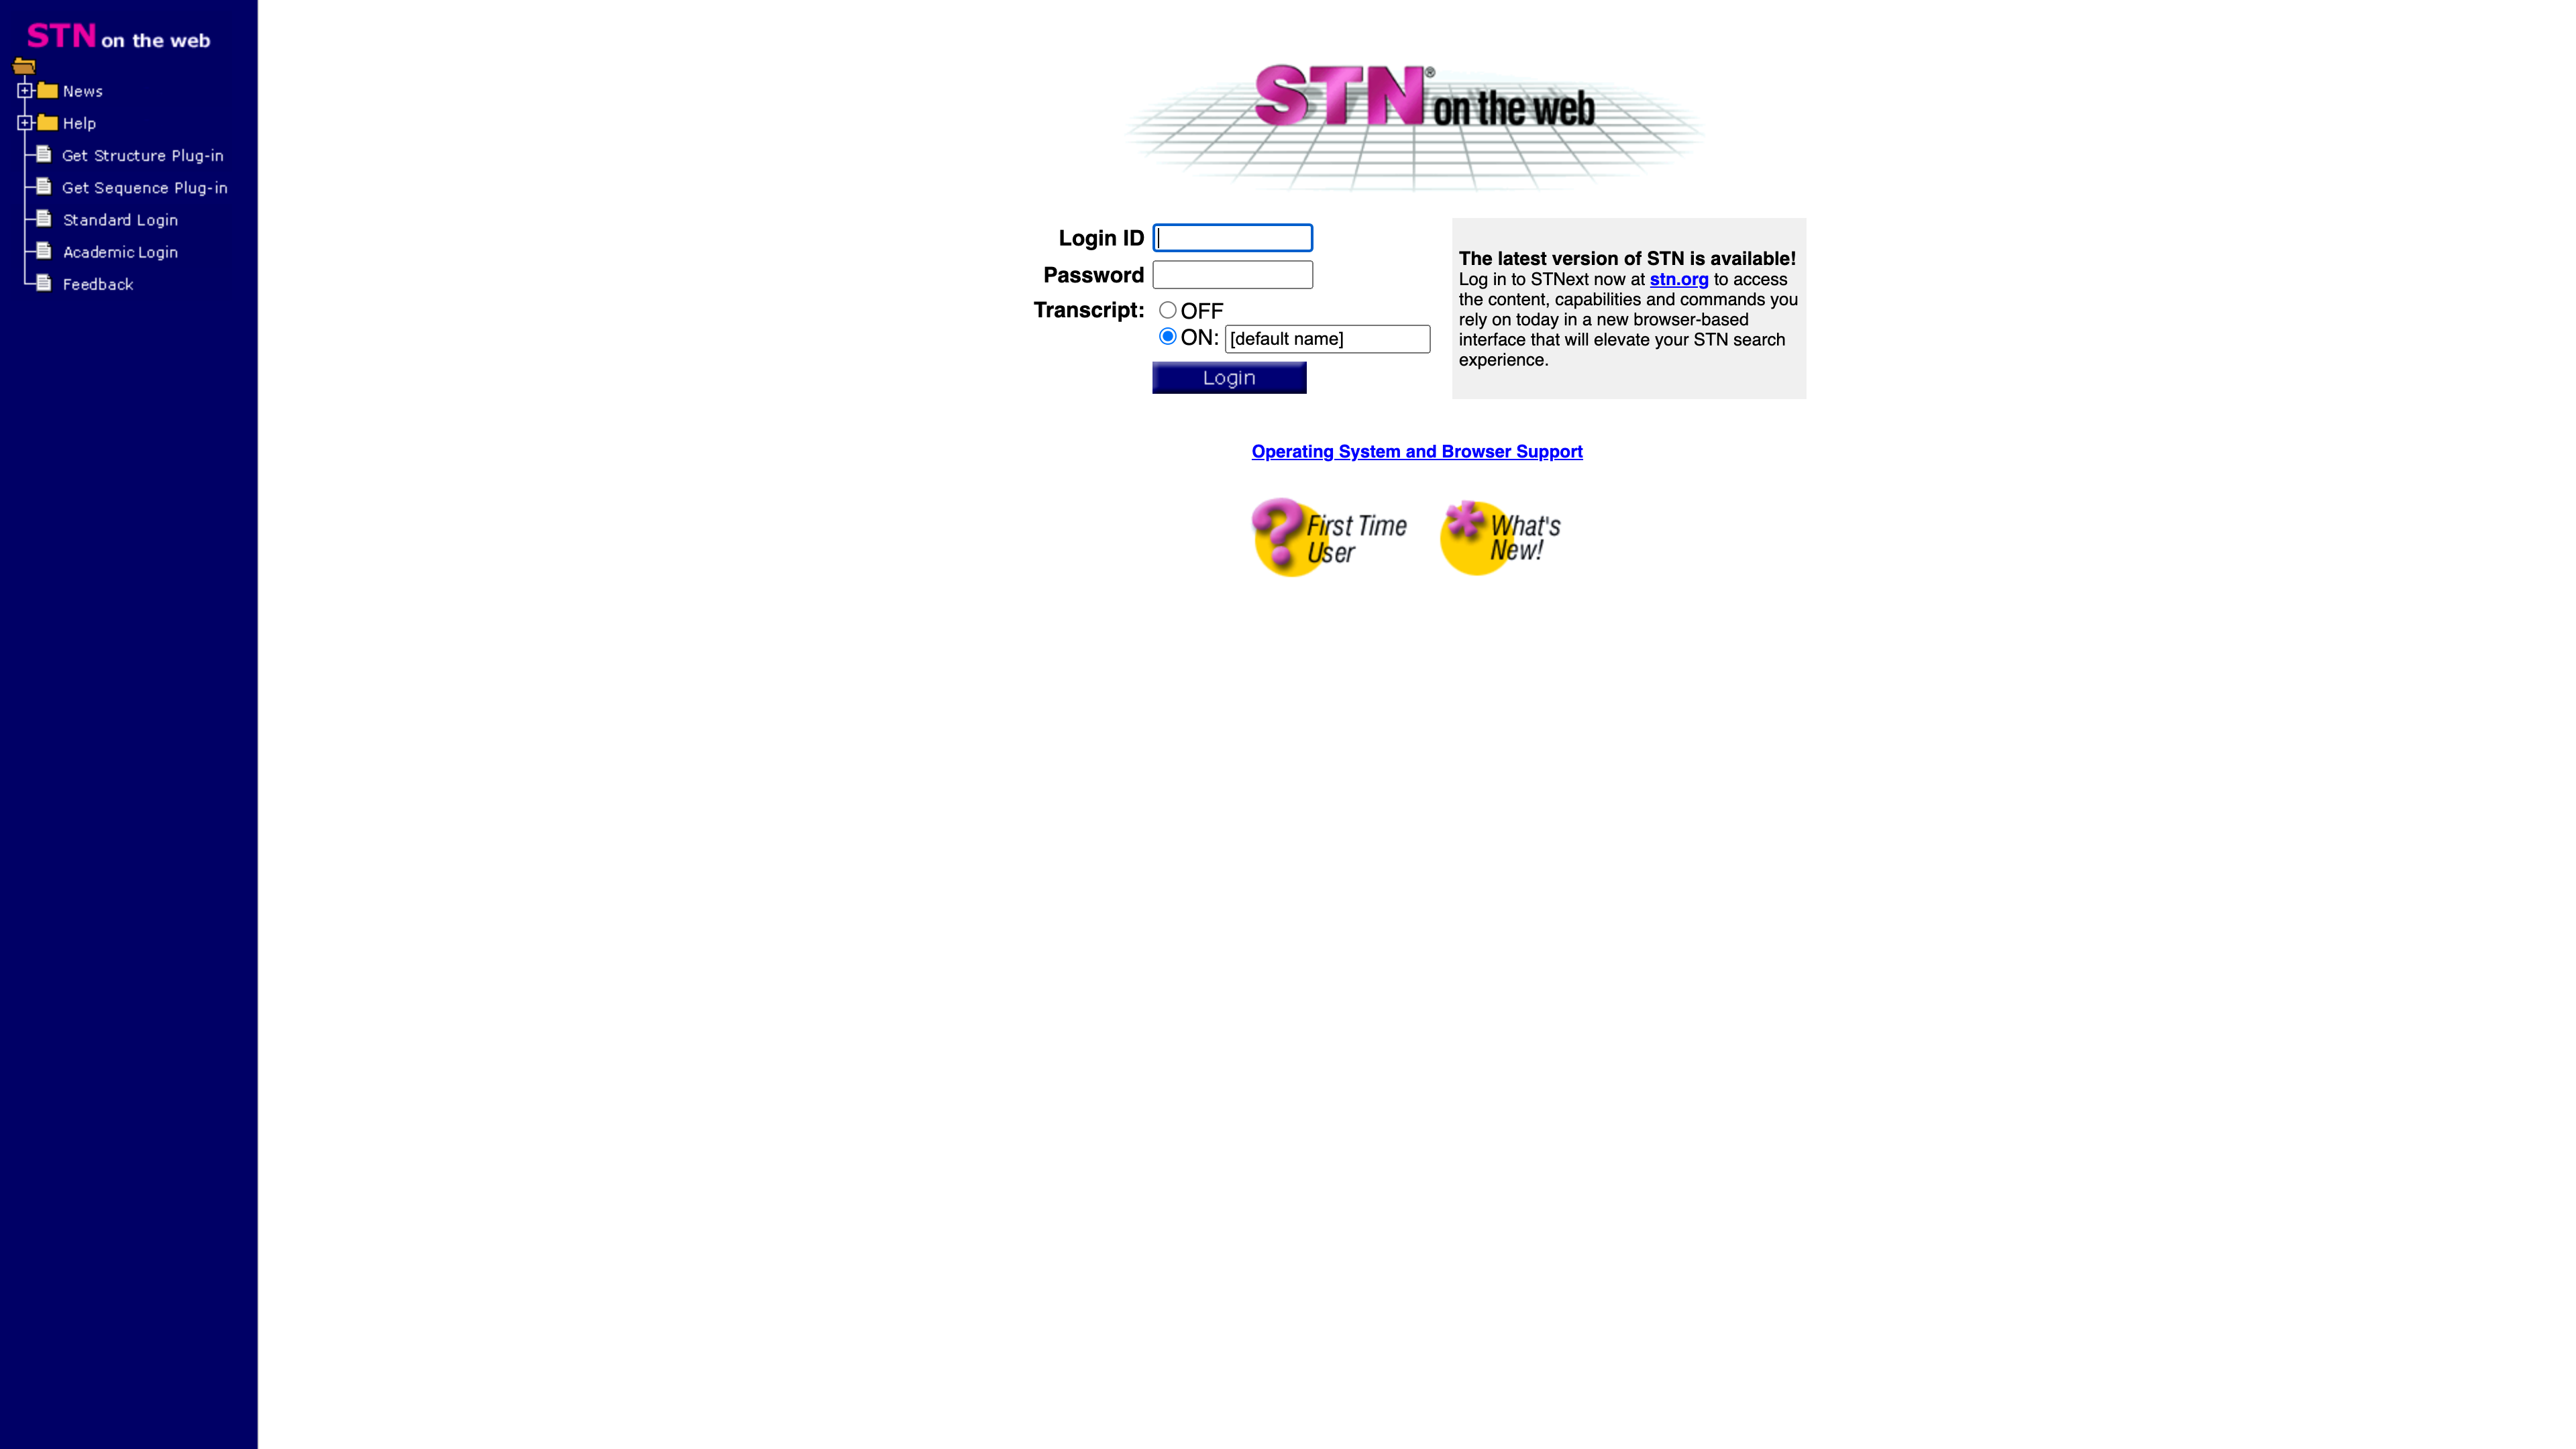 STN on the web
News
Help
Get Structure Plug-in
Get Sequence Plug-in
Standard Login
Academic Login
Feedback
STN® on the web
Login ID
Password
Transcript:
OFF
ON: [default name]
Login
The latest version of STN is available!
Log in to STNext now at stn.org to access
the content, capabilities and commands you
rely on today in a new browser-based
interface that will elevate your STN search
experience.
Operating System and Browser Support
? First Time
User
* What's
New!